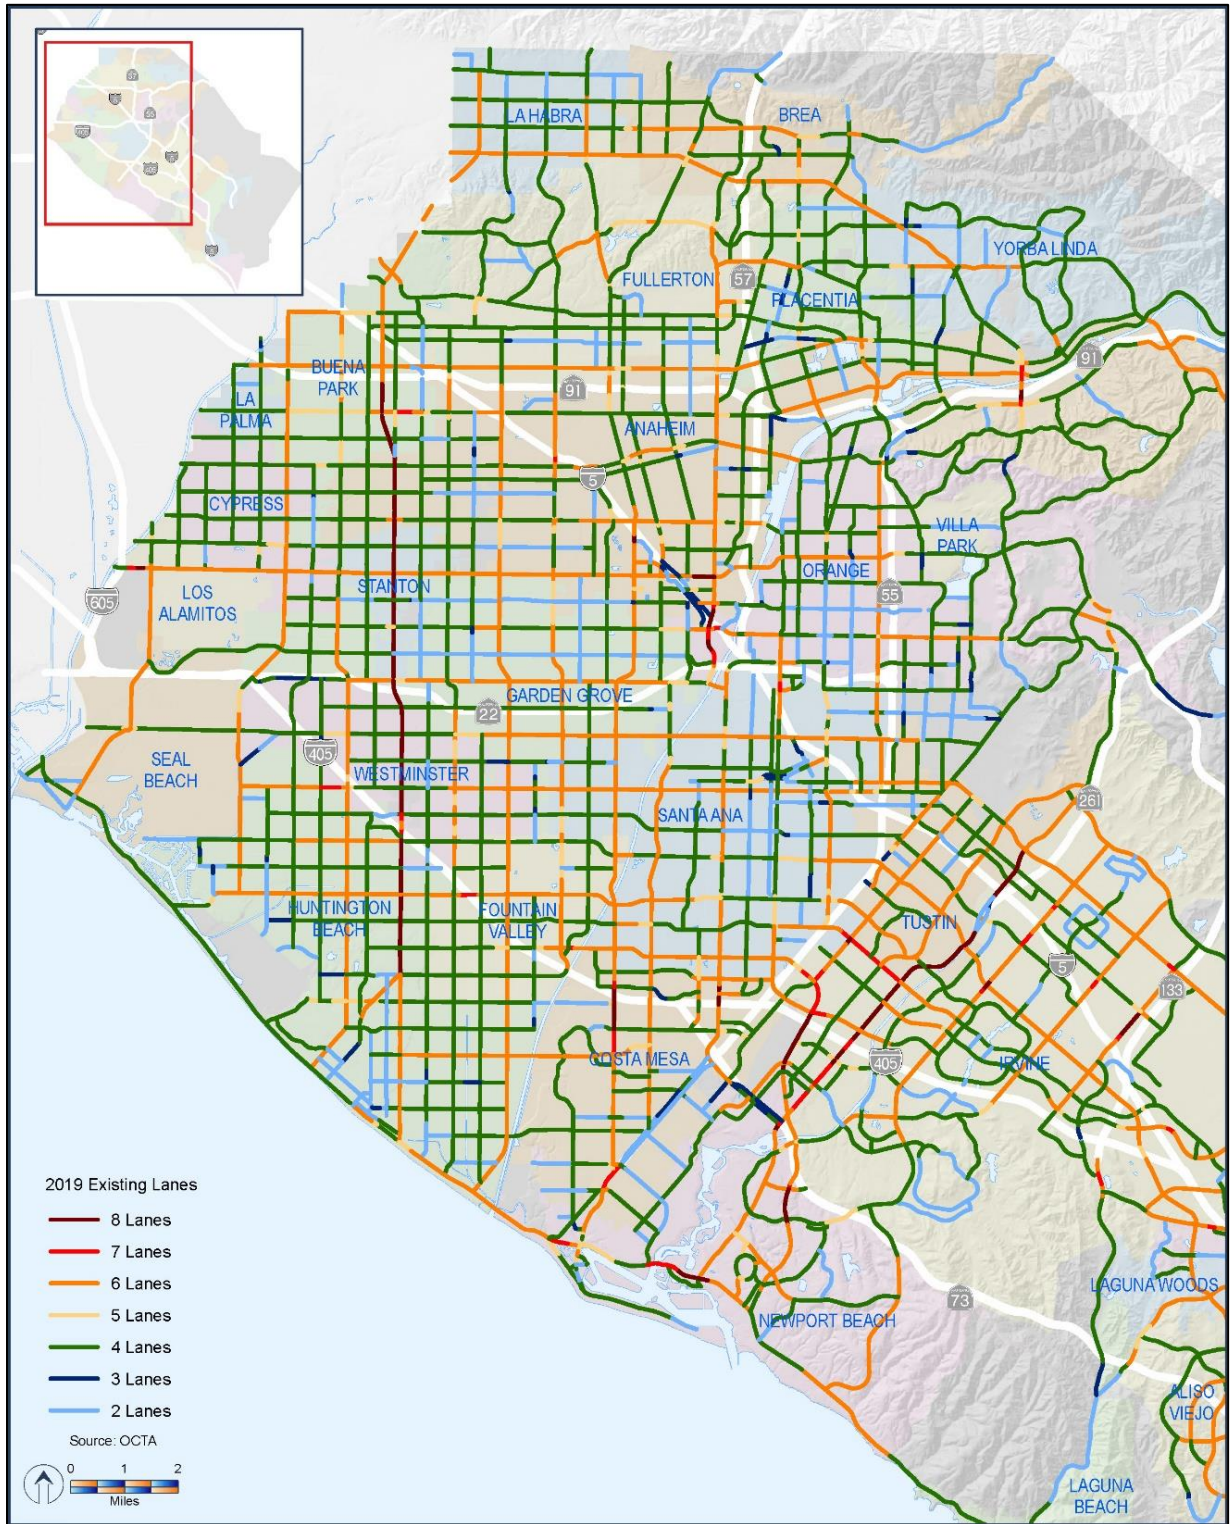 LA HABRA
BREA
YORBA LINDA
FULLERTON
57
PLACENTIA
BUENA
PARK
91
91
LA
PALMA
ANAHEIM
5
CYPRESS
VILLA
PARK
ORANGE
STANTON
55
605
LOS
ALAMITOS
GARDEN GROVE
22
405
SEAL
BEACH
WESTMINSTER
261
SANTA ANA
HUNTINGTON
BEACH
FOUNTAIN
VALLEY
TUSTIN
5
133
COSTA MESA
405
IRVINE
2019 Existing Lanes
8 Lanes
7 Lanes
6 Lanes
5 Lanes
4 Lanes
3 Lanes
2 Lanes
LAGUNA WOODS
73
NEWPORT BEACH
ALISO
VIEJO
Source: OCTA
0 1 2
Miles
LAGUNA
BEACH